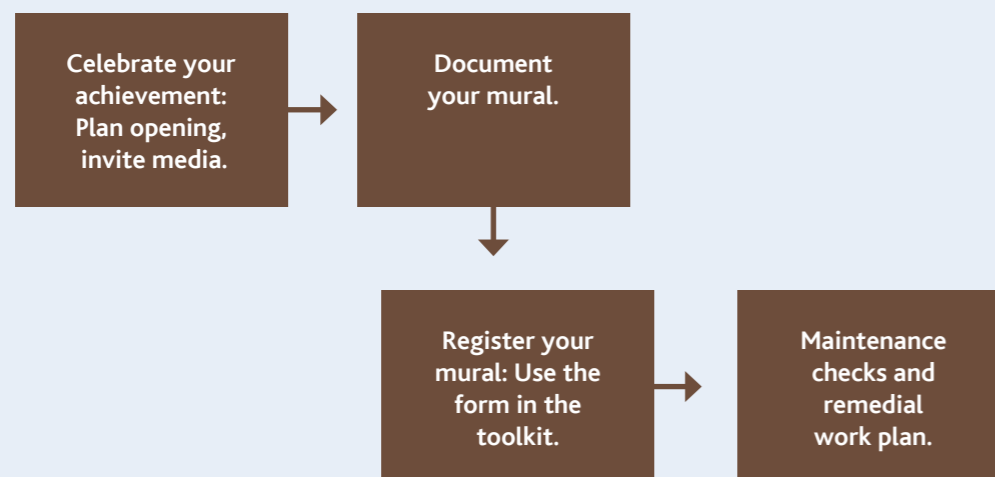 Celebrate your
achievement:
Plan opening,
invite media.
Document
your mural.
Register your
mural: Use the
form in the
toolkit.
Maintenance
checks and
remedial
work plan.